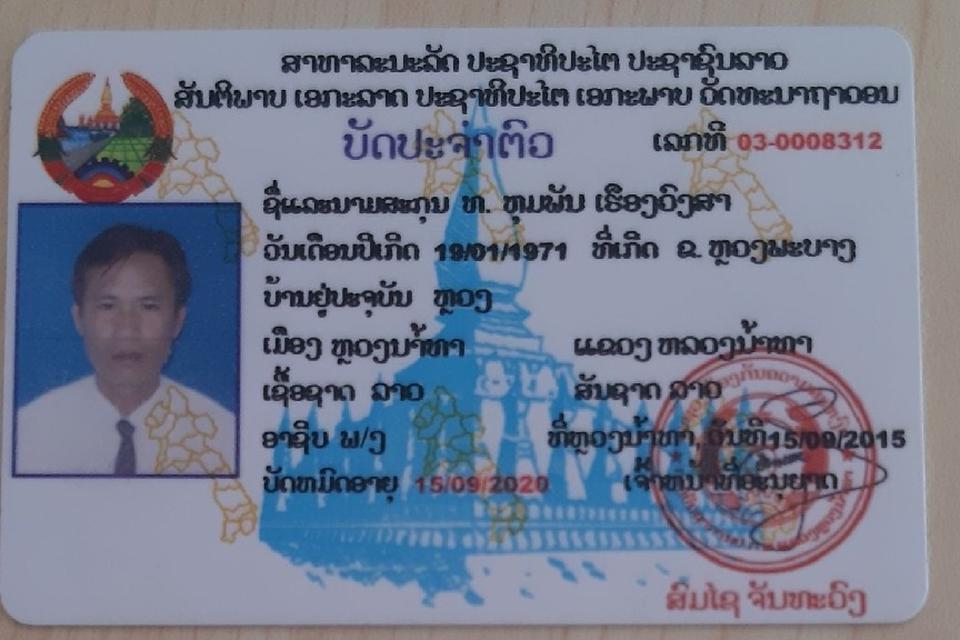 ສາທາລະນະລັດ ປະຊາທິປະໄຕ ປະຊາຊົນລາວ
ສັນຕິພາບ ເອກະລາດ ປະຊາທິປະໄຕ ເອກະພາບ ວັດທະນາຖາວອນ
ບັດປະຈຳຕົວ ເລກທີ 03-0008312
ຊື່ແລະນາມສະກຸນ ທ. ຫຸມພັນ ເຮືອງວົງສາ
ວັນເດືອນປີເກີດ 19/01/1971 ທີ່ເກີດ ຂ. ຫຼວງພະບາງ
ບ້ານຢູ່ປະຈຸບັນ ຫຼວງ
ເມືອງ ຫຼວງນ້ຳທາ ແຂວງ ຫລວງນ້ຳທາ
ເຊື້ອຊາດ ລາວ ສັນຊາດ ລາວ
ອາຊີບ ພ/ງ ທີ່ຫຼວງນ້ຳທາ, ວັນທີ15/09/2015
ບັດຫມົດອາຍຸ 15/09/2020 ເຈົ້າຫນ້າທີ່ອະນຸຍາດ
ສົມໄຊ ຈັນທະວົງ